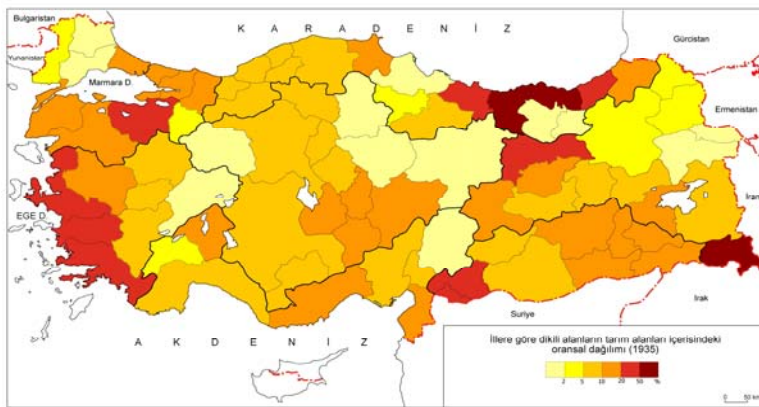 Bulgaristan
K A R A D E N İ Z
Gürcistan
Yunanistan
Marmara D.
Ermenistan
İran
EGE D.
Irak
Suriye
A K D E N İ Z
İllere göre dikili alanların tarım alanları içerisindeki
oransal dağılımı (1935)
2 5 10 20 50 %
0 50 km